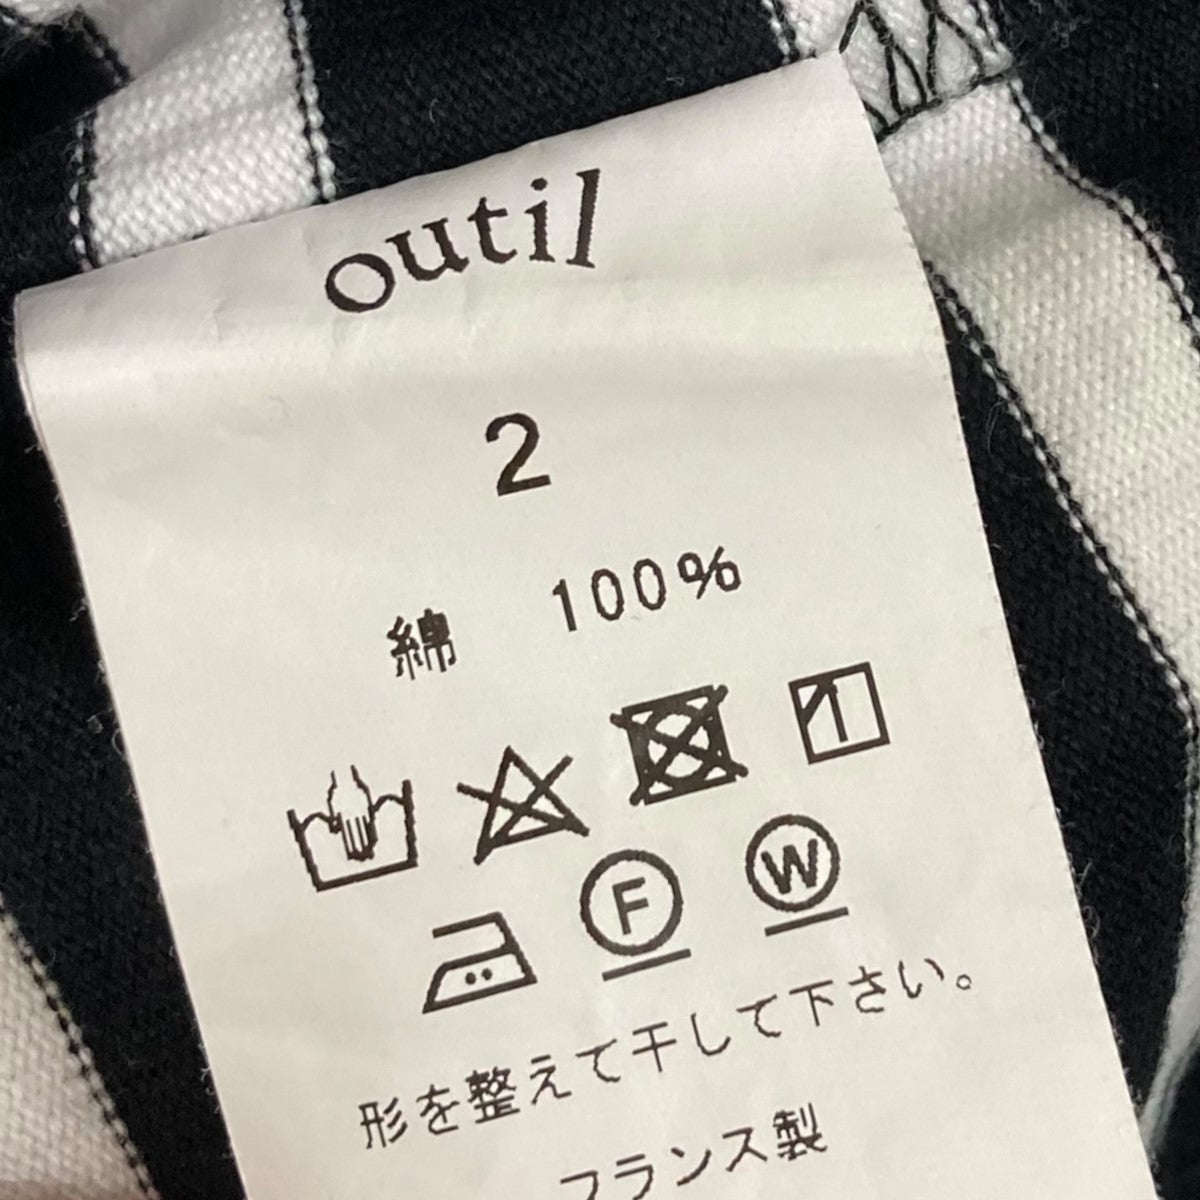 outil
2
綿 100%
F W
形を整えて干して下さい。
フランス製